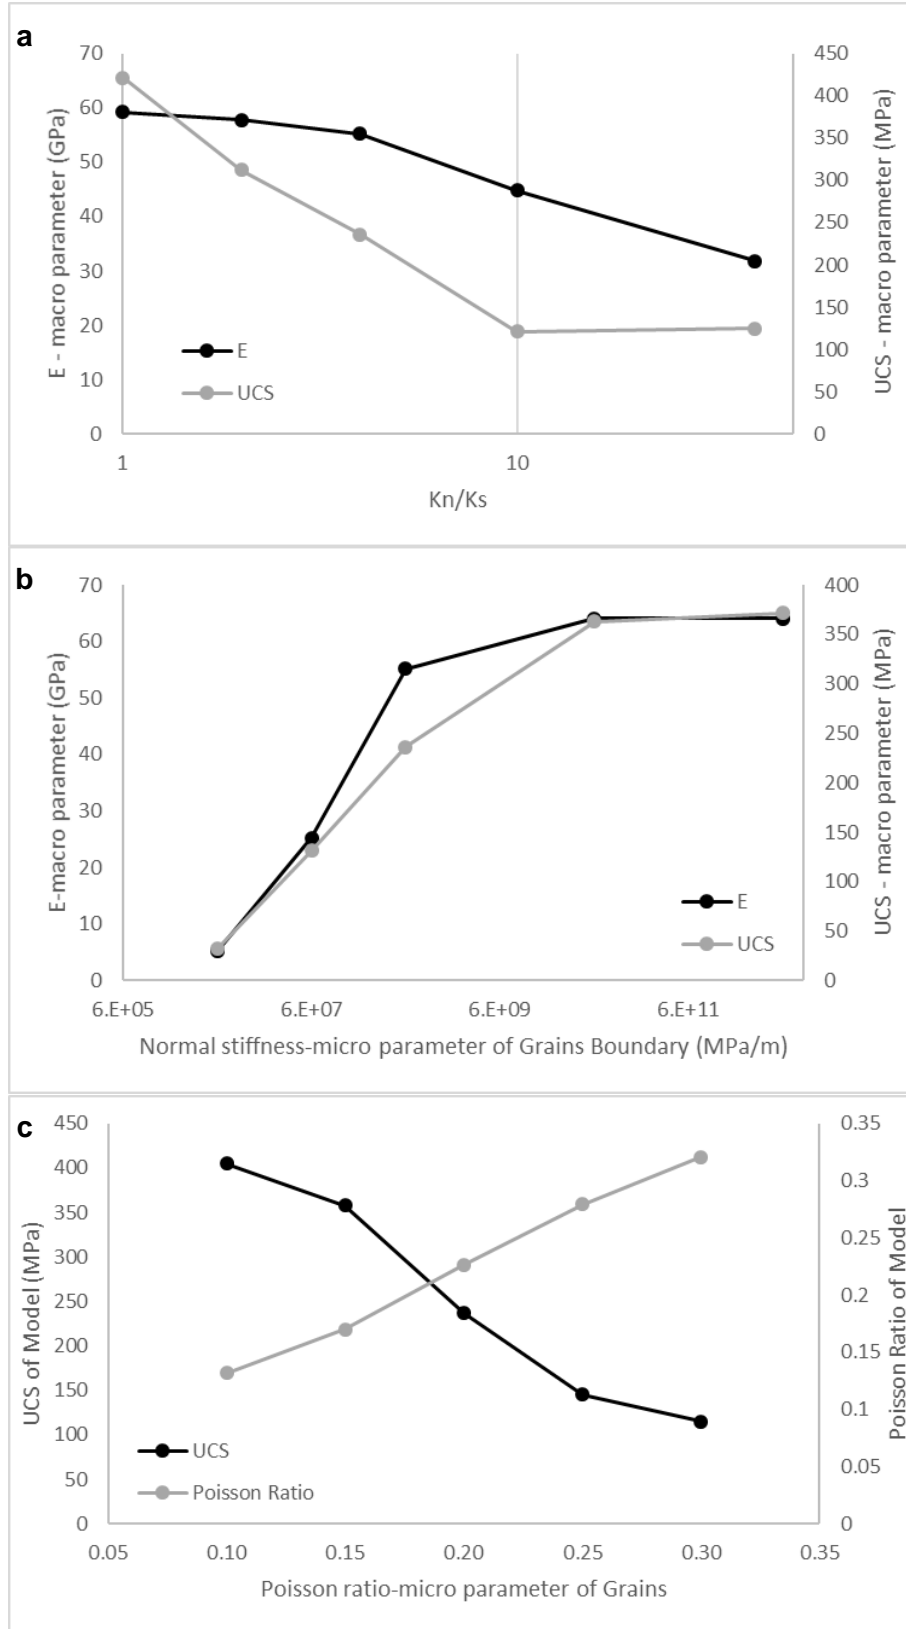 a
70
60
50
40
30
20
10
0
E - macro parameter (GPa)
450
400
350
300
250
200
150
100
50
0
UCS - macro parameter (MPa)
E
UCS
1
10
Kn/Ks
b
70
60
50
40
30
20
10
0
E-macro parameter (GPa)
400
350
300
250
200
150
100
50
0
UCS - macro parameter (MPa)
E
UCS
6.E+05
6.E+07
6.E+09
6.E+11
Normal stiffness-micro parameter of Grains Boundary (MPa/m)
c
450
400
350
300
250
200
150
100
50
0
UCS of Model (MPa)
0.35
0.3
0.25
0.2
0.15
0.1
0.05
0
Poisson Ratio of Model
UCS
Poisson Ratio
0.05
0.10
0.15
0.20
0.25
0.30
0.35
Poisson ratio-micro parameter of Grains